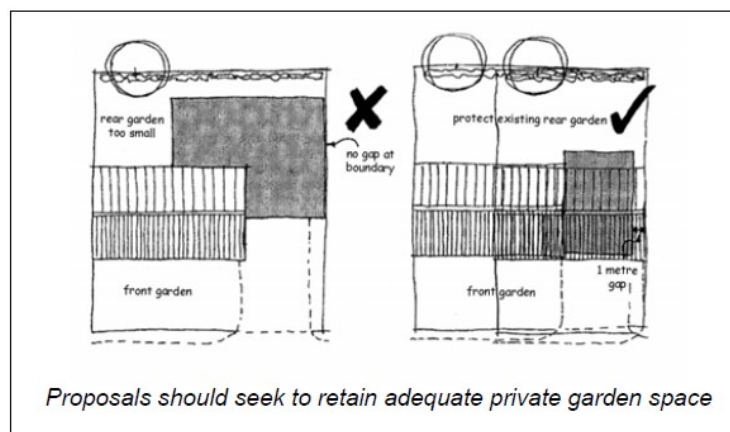 rear garden
too small
no gap at
boundary
front garden
protect existing rear garden
1 metre
gap
front garden
Proposals should seek to retain adequate private garden space